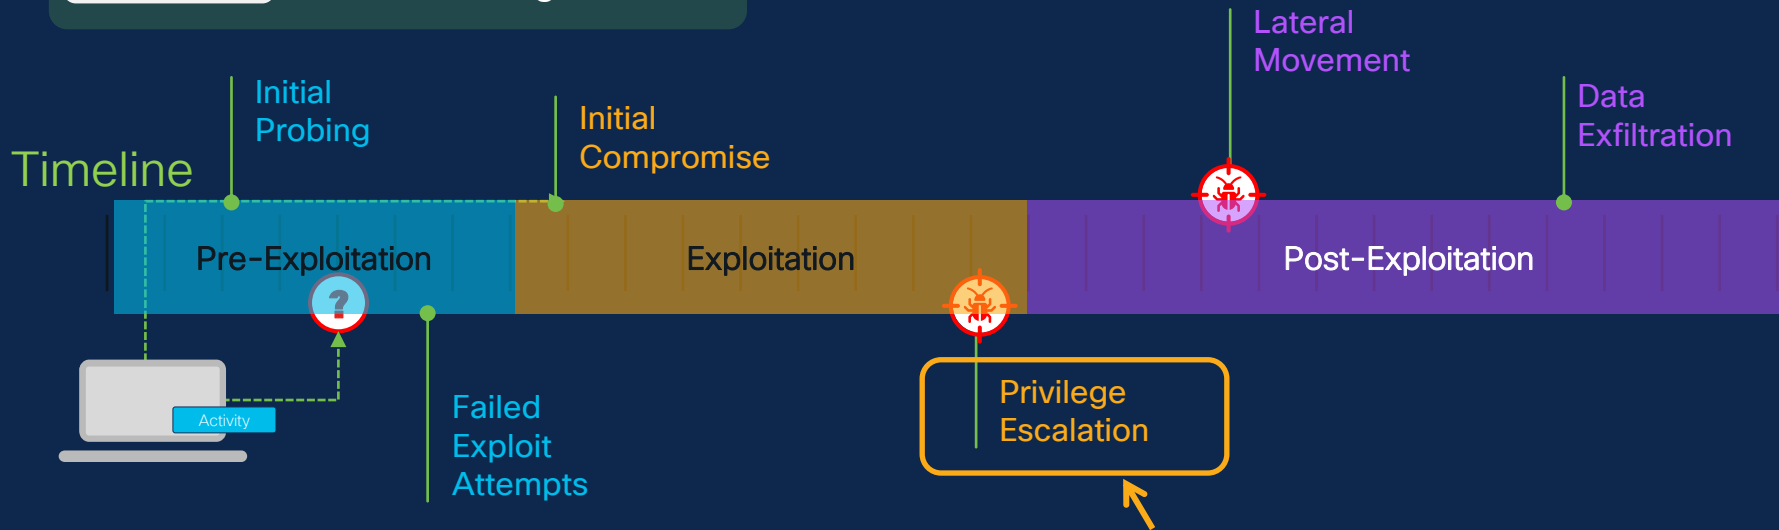 Lateral
Movement
Initial
Probing
Initial
Compromise
Data
Exfiltration
Timeline
Pre-Exploitation
Exploitation
Post-Exploitation
?
Activity
Failed
Exploit
Attempts
Privilege
Escalation